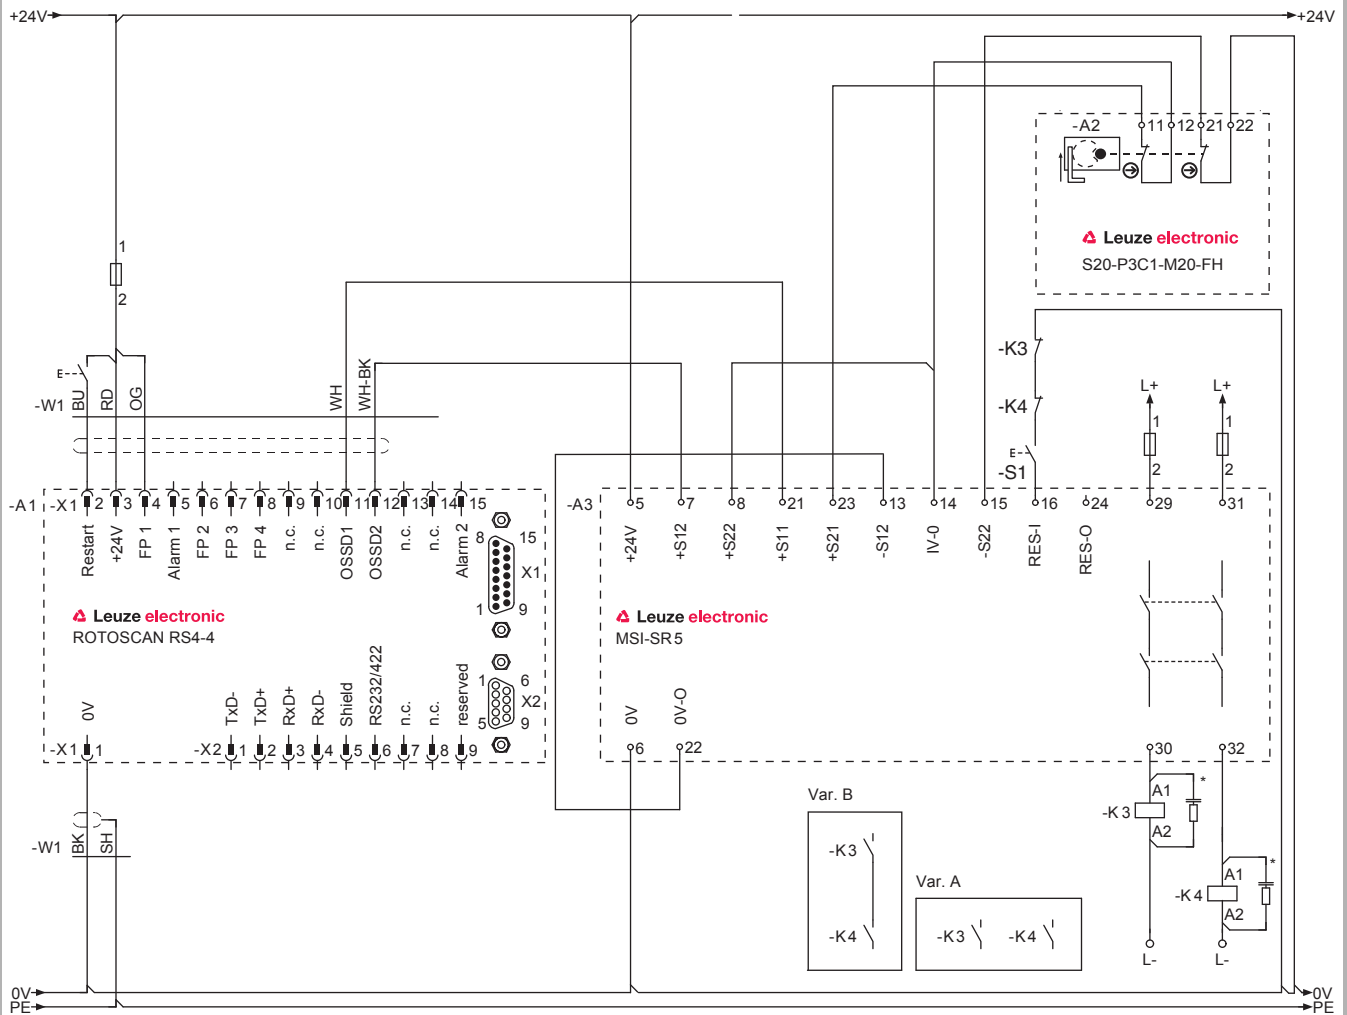 +24V
+24V
-A2
11
12
21
22
Leuze electronic
S20-P3C1-M20-FH
1
2
-K3
-K4
E
-S1
L+
L+
1
2
1
2
E
-W1
BU
RD
OG
WH
WH-BK
-A1
-X1
2
3
4
5
6
7
8
9
10
11
12
13
14
15
Restart
+24V
FP 1
Alarm 1
FP 2
FP 3
FP 4
n.c.
n.c.
OSSD1
OSSD2
n.c.
n.c.
Alarm 2
8
15
X1
1
9
Leuze electronic
ROTOSCAN RS4-4
0V
TxD-
TxD+
RxD+
RxD-
Shield
RS232/422
n.c.
n.c.
reserved
1
6
X2
5
9
-X1
1
-X2
1
2
3
4
5
6
7
8
9
-A3
5
7
8
21
23
13
14
15
16
24
29
31
+24V
+S12
+S22
+S11
+S21
-S12
IV-0
-S22
RES-I
RES-O
Leuze electronic
MSI-SR5
0V
0V-O
6
22
30
32
-W1
BK
SH
Var. B
-K3
-K4
Var. A
-K3
-K4
-K3
A1
A2
*
-K4
A1
A2
*
L-
L-
0V
PE
0V
PE